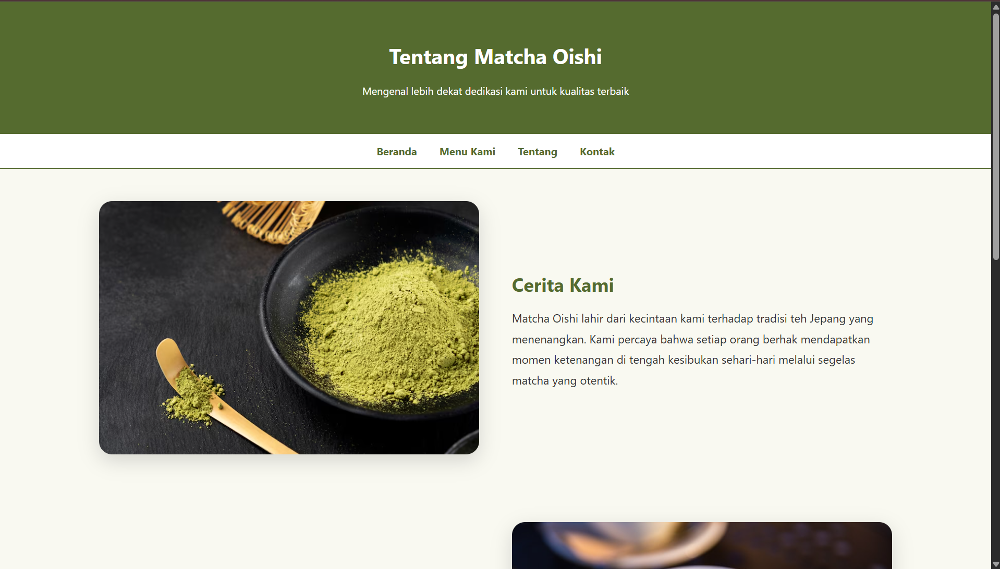 Tentang Matcha Oishi
Mengenal lebih dekat dedikasi kami untuk kualitas terbaik
Beranda Menu Kami Tentang Kontak
Cerita Kami
Matcha Oishi lahir dari kecintaan kami terhadap tradisi teh Jepang yang
menenangkan. Kami percaya bahwa setiap orang berhak mendapatkan
momen ketenangan di tengah kesibukan sehari-hari melalui segelas
matcha yang otentik.